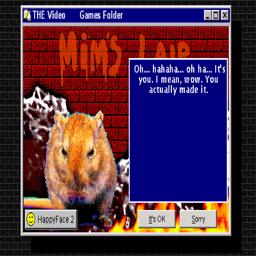 THE Video Games Folder
MiM'S LAIR
Oh... hahaha... oh ha... It's
you. I mean, wow. You
actually made it.
HappyFace 2
It's OK
Sorry